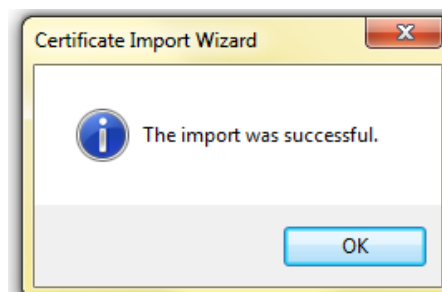 Certificate Import Wizard
The import was successful.
OK